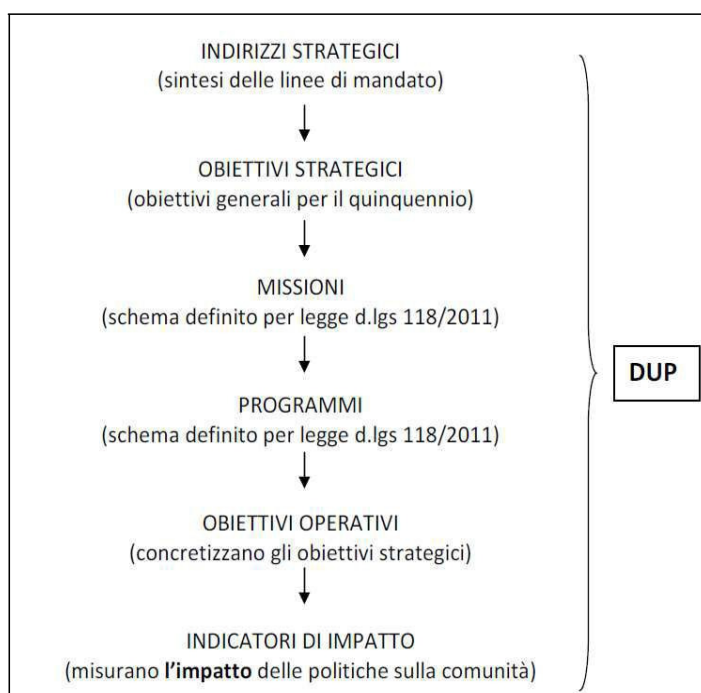 INDIRIZZI STRATEGICI
(sintesi delle linee di mandato)
OBIETTIVI STRATEGICI
(obiettivi generali per il quinquennio)
MISSIONI
(schema definito per legge d.lgs 118/2011)
PROGRAMMI
(schema definito per legge d.lgs 118/2011)
OBIETTIVI OPERATIVI
(concretizzano gli obiettivi strategici)
INDICATORI DI IMPATTO
(misurano l'impatto delle politiche sulla comunità)
DUP